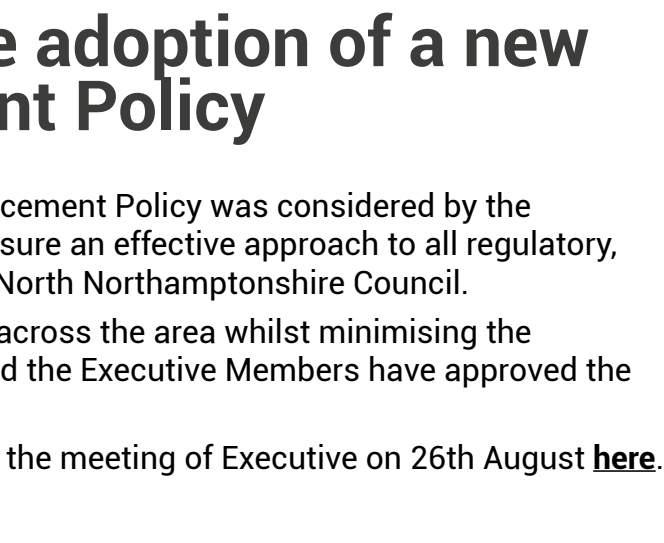 e adoption of a new
nt Policy
cement Policy was considered by the
sure an effective approach to all regulatory,
North Northamptonshire Council.
across the area whilst minimising the
d the Executive Members have approved the
the meeting of Executive on 26th August here.